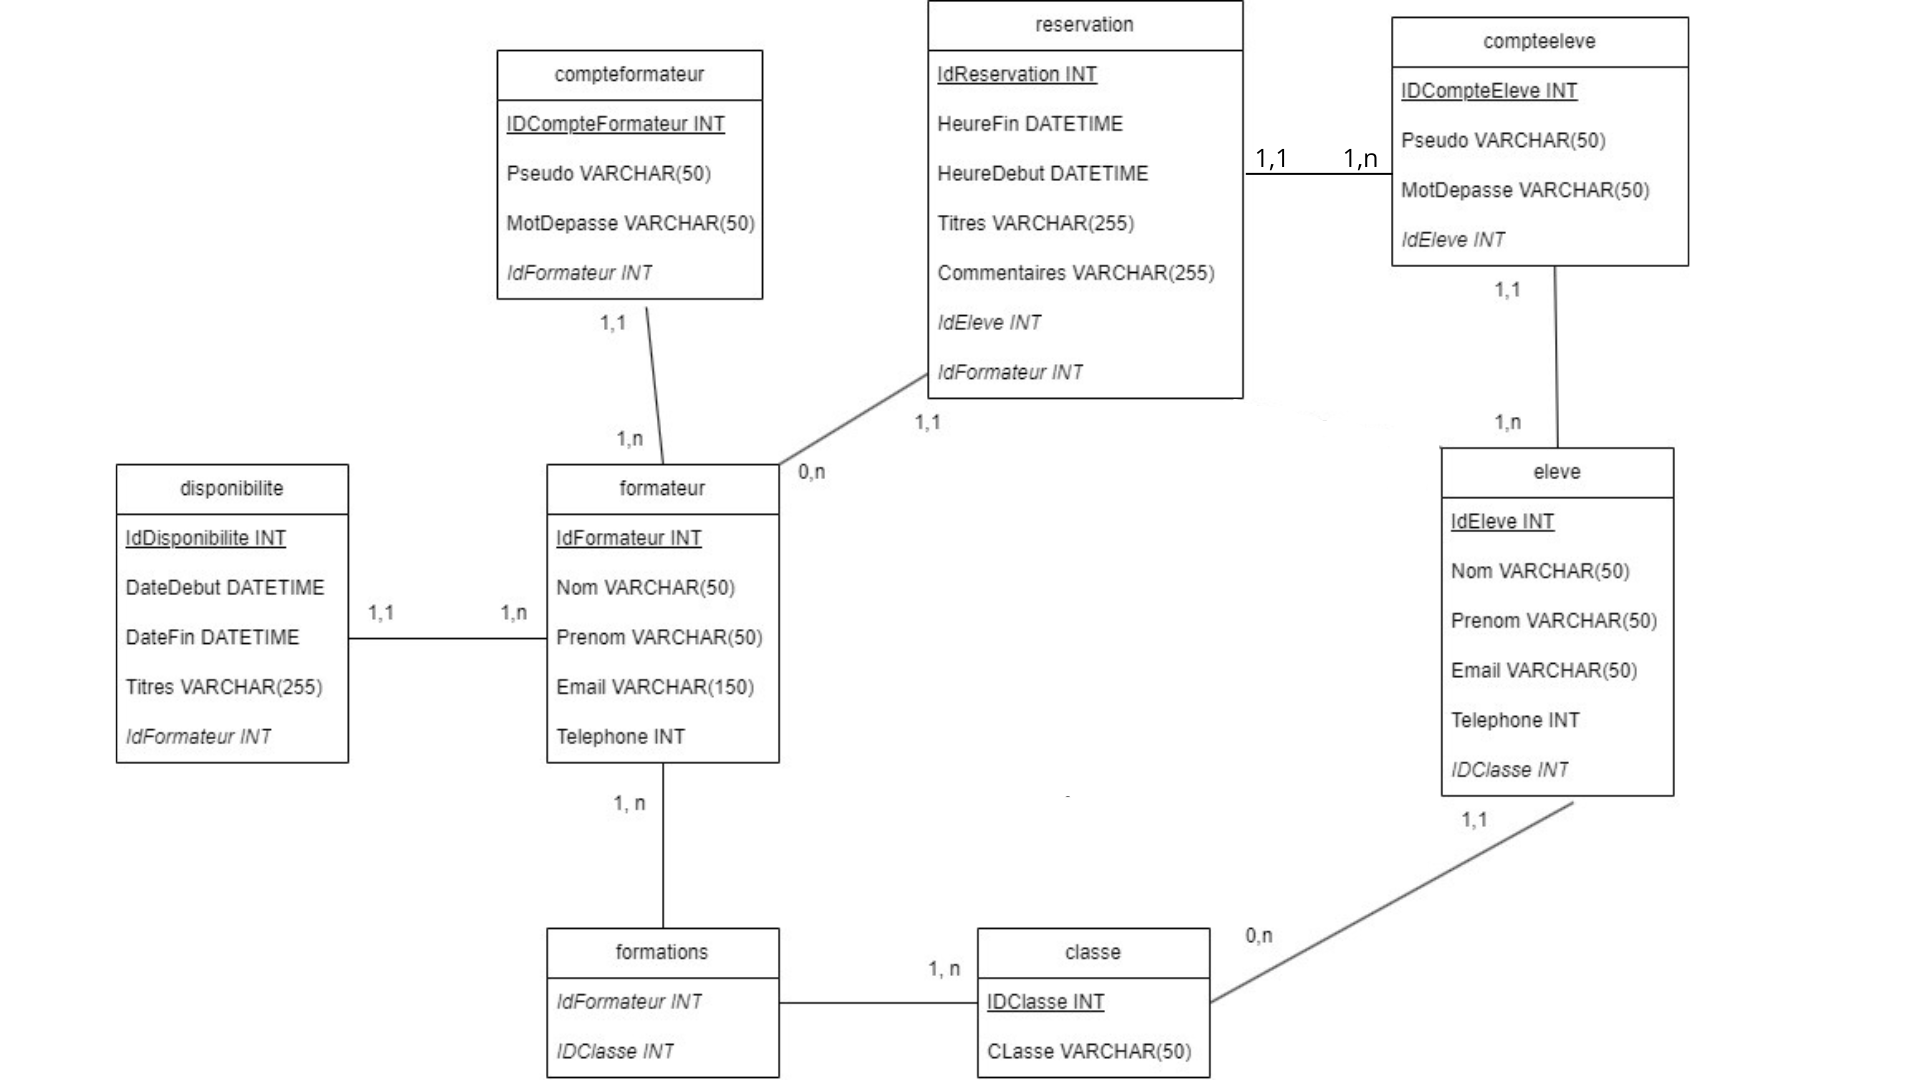 reservation
IdReservation INT
HeureFin DATETIME
HeureDebut DATETIME
Titres VARCHAR(255)
Commentaires VARCHAR(255)
IdEleve INT
IdFormateur INT
compteeleve
IDCompteEleve INT
Pseudo VARCHAR(50)
MotDepasse VARCHAR(50)
IdEleve INT
compteformateur
IDCompteFormateur INT
Pseudo VARCHAR(50)
MotDepasse VARCHAR(50)
IdFormateur INT
1,1 1,n
1,1
1,1
1,n
1,1
0,n
1,n
disponibilite
IdDisponibilite INT
DateDebut DATETIME
DateFin DATETIME
Titres VARCHAR(255)
IdFormateur INT
1,1 1,n
formateur
IdFormateur INT
Nom VARCHAR(50)
Prenom VARCHAR(50)
Email VARCHAR(150)
Telephone INT
eleve
IdEleve INT
Nom VARCHAR(50)
Prenom VARCHAR(50)
Email VARCHAR(50)
Telephone INT
IDClasse INT
1, n
1,1
0,n
1, n
formations
IdFormateur INT
IDClasse INT
classe
IDClasse INT
CLasse VARCHAR(50)